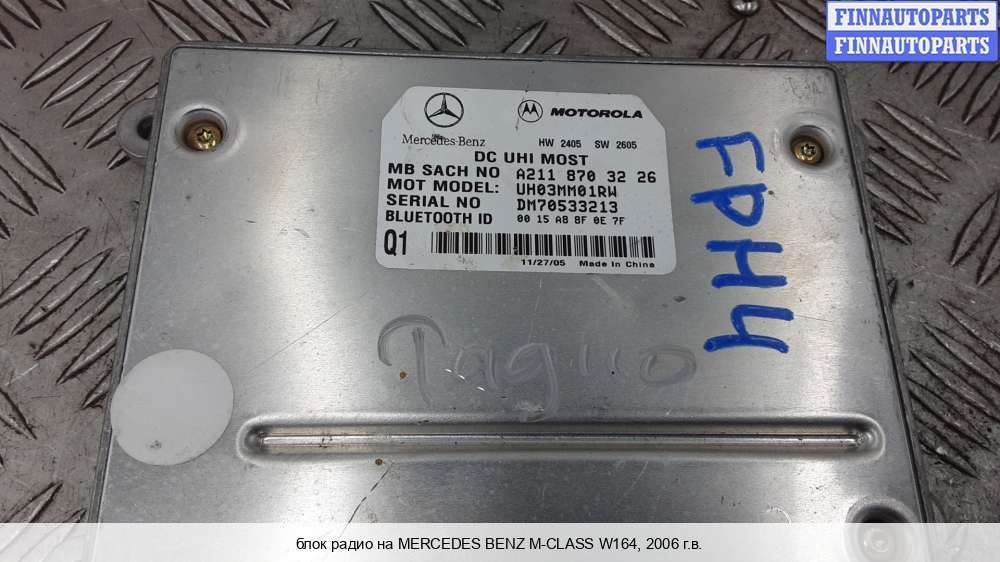 FINNAUTOPARTS
FINNAUTOPARTS
Mercedes-Benz
MOTOROLA
HW 2405 SW 2605
DC UHI MOST
MB SACH NO A211 870 32 26
MOT MODEL: UH03MM01RW
SERIAL NO DM70533213
BLUETOOTH ID 00 15 A8 8F 0E 7F
Q1
11/27/05 Made In China
FPH4
Радио
блок радио на MERCEDES BENZ M-CLASS W164, 2006 г.в.